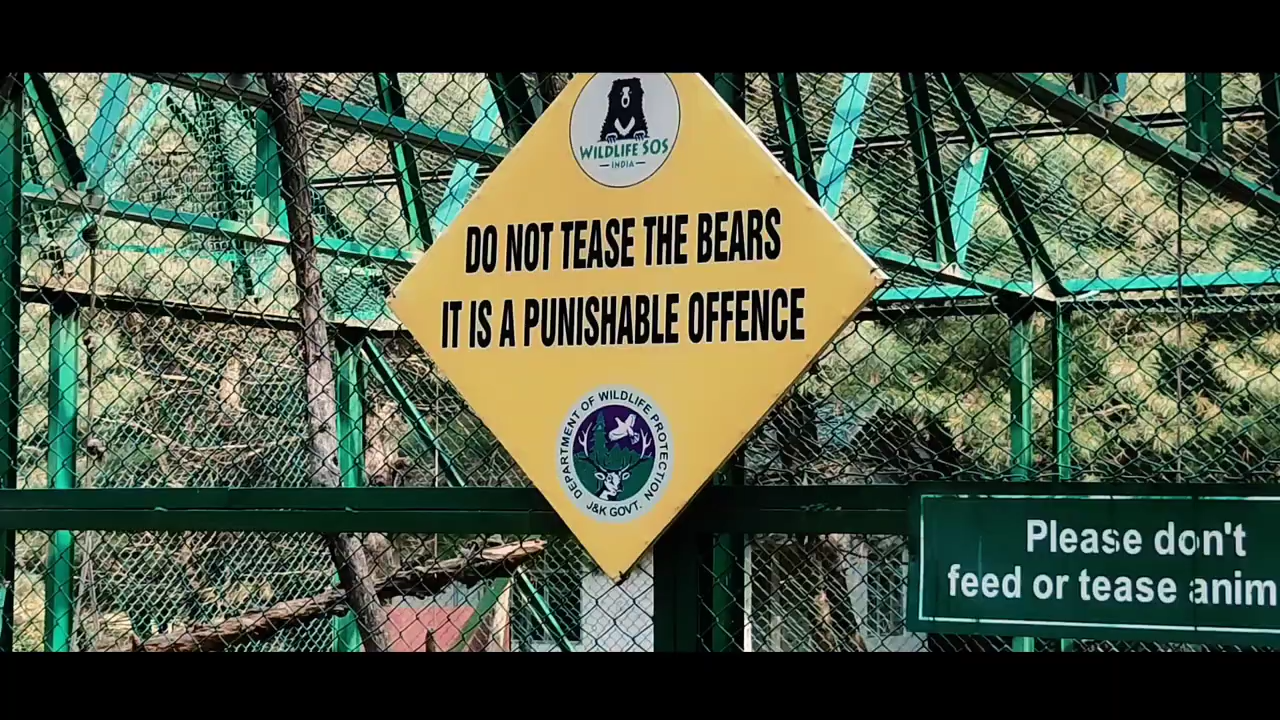 WILDLIFE SOS
INDIA
DO NOT TEASE THE BEARS
IT IS A PUNISHABLE OFFENCE
DEPARTMENT OF WILDLIFE PROTECTION
J&K GOVT.
Please don't
feed or tease anim